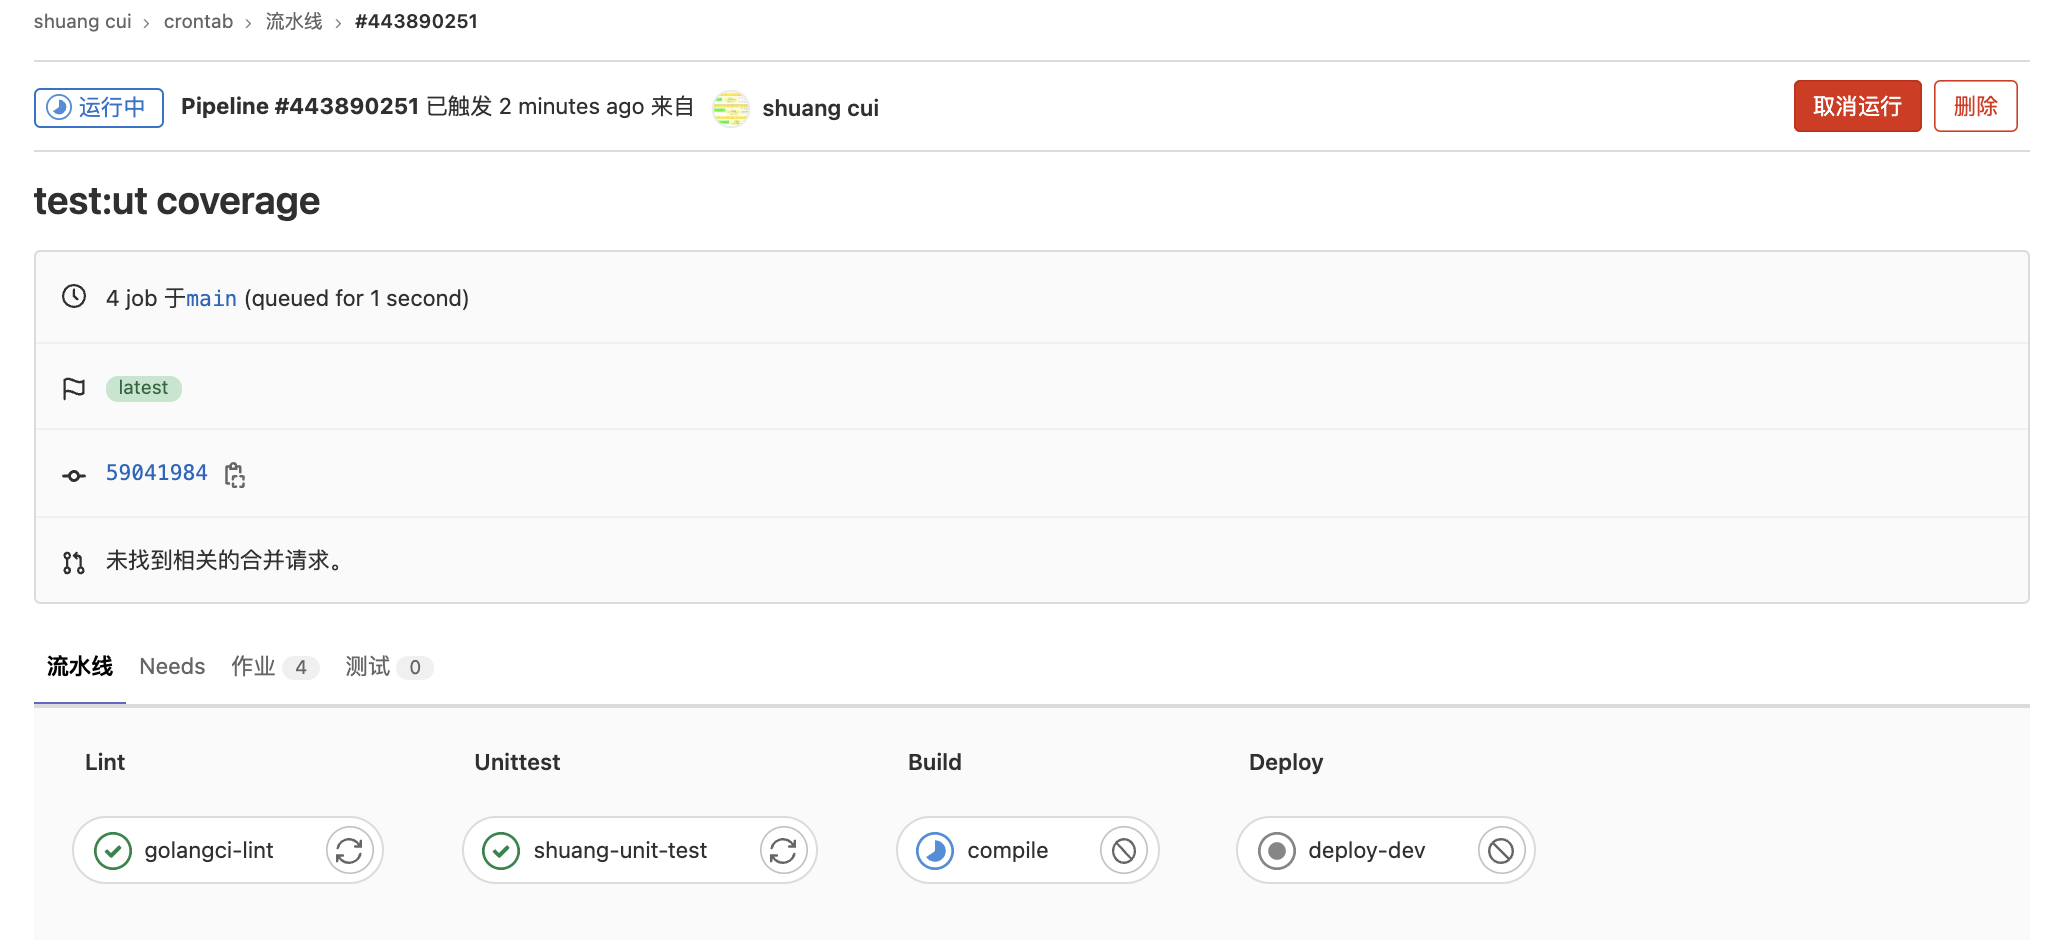 shuang cui › crontab › 流水线 › #443890251
运行中 Pipeline #443890251 已触发 2 minutes ago 来自 shuang cui 取消运行 删除
test:ut coverage
4 job 于main (queued for 1 second)
latest
59041984
未找到相关的合并请求。
流水线 Needs 作业 4 测试 0
Lint Unittest Build Deploy
golangci-lint shuang-unit-test compile deploy-dev